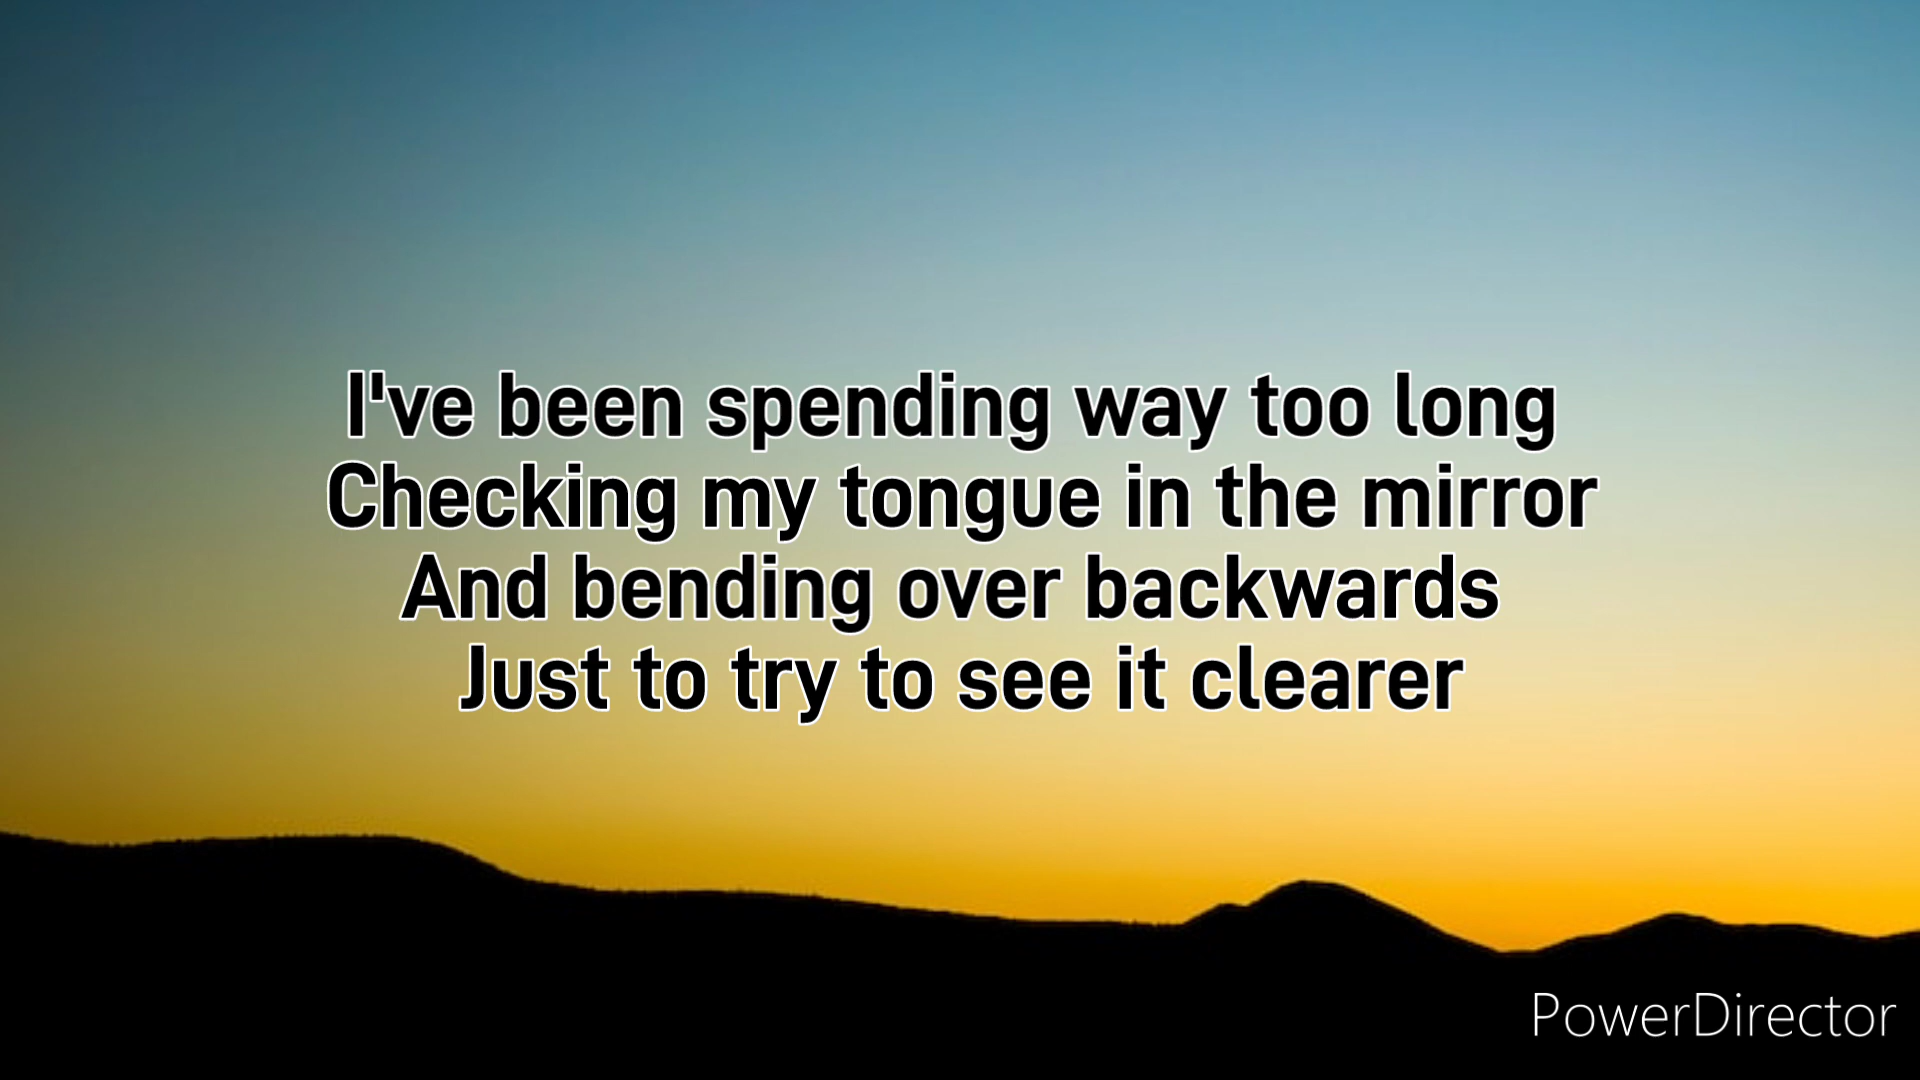 I've been spending way too long
Checking my tongue in the mirror
And bending over backwards
Just to try to see it clearer
PowerDirector